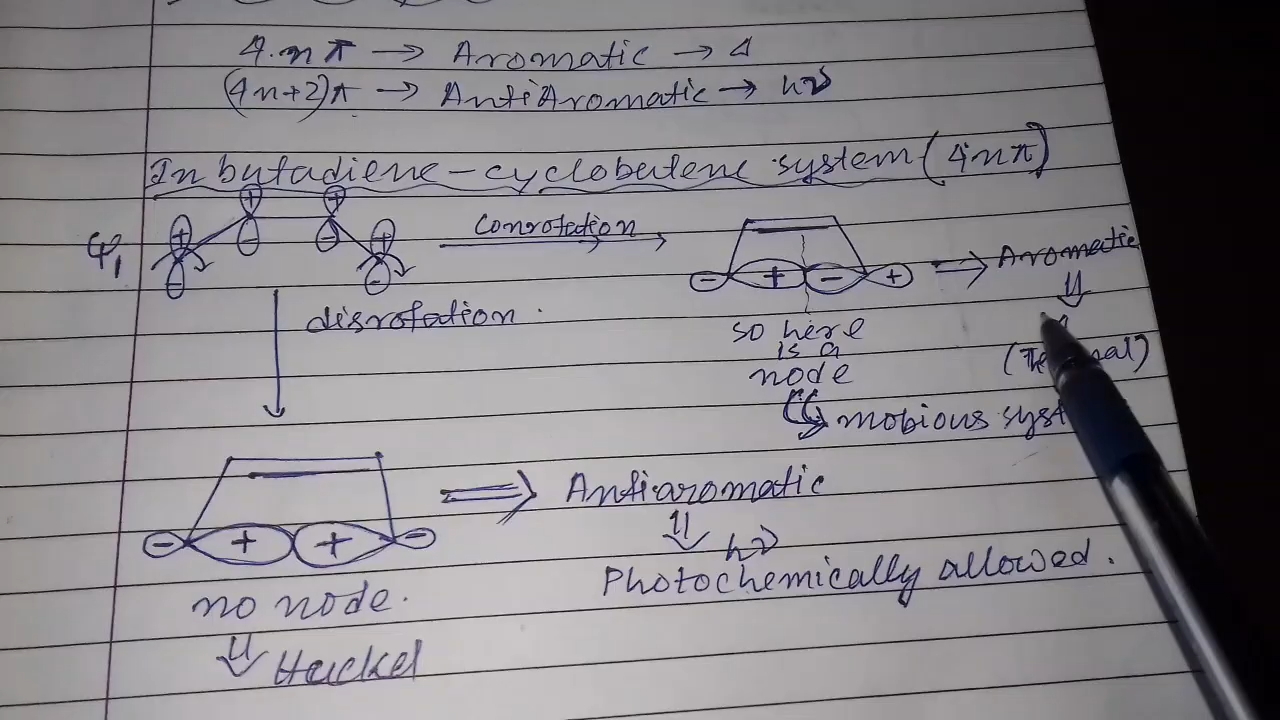 4nπ → Aromatic → Δ
(4n+2)π → AntiAromatic → hν
In butadiene-cyclobutene system (4nπ)
ψ1
+ + + +
- - - -
Conrotation
- + - +
⇒ Aromatic
disrotation.
so here
is a
node
mobious
Antiaromatic
hν
Photochemically allowed.
- + + -
no node.
Huckel